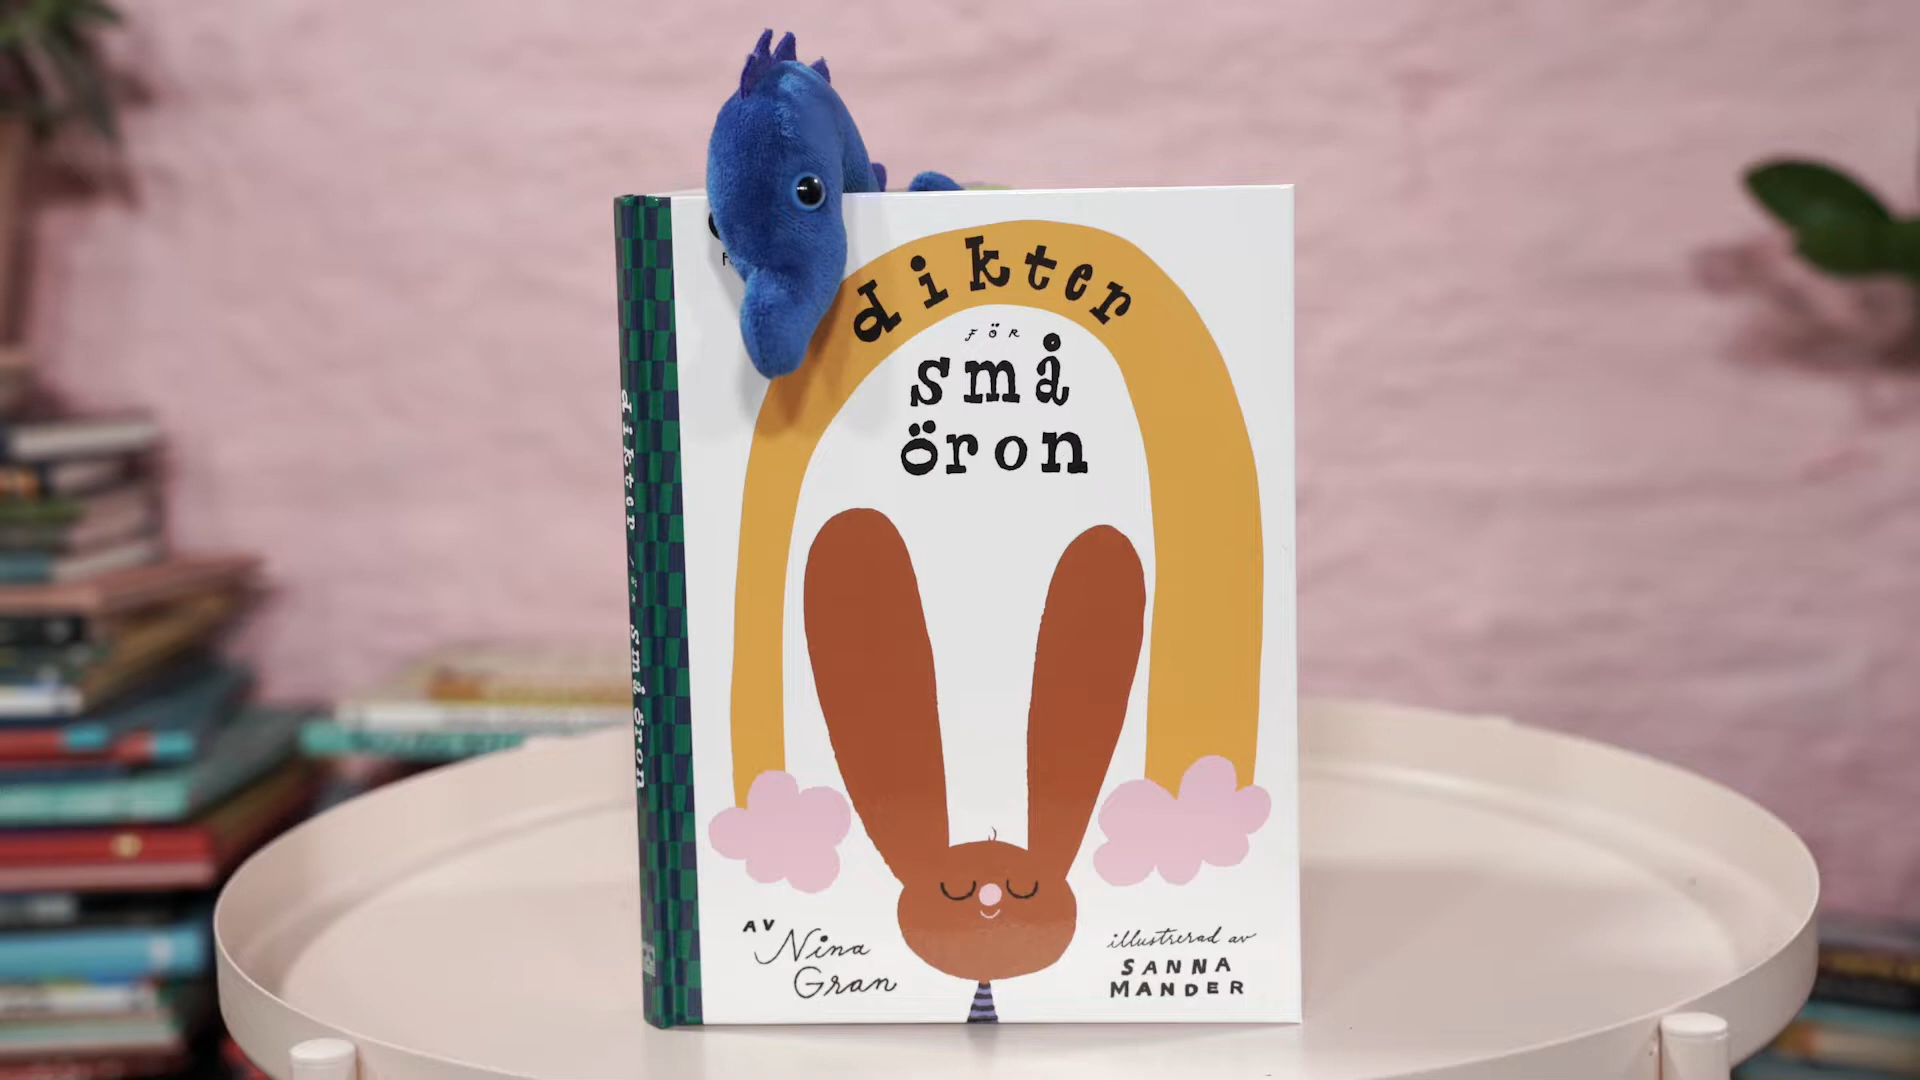 dikter
FÖR
små
öron
AV
Nina
Gran
illustrerad av
SANNA
MANDER
dikter för små öron